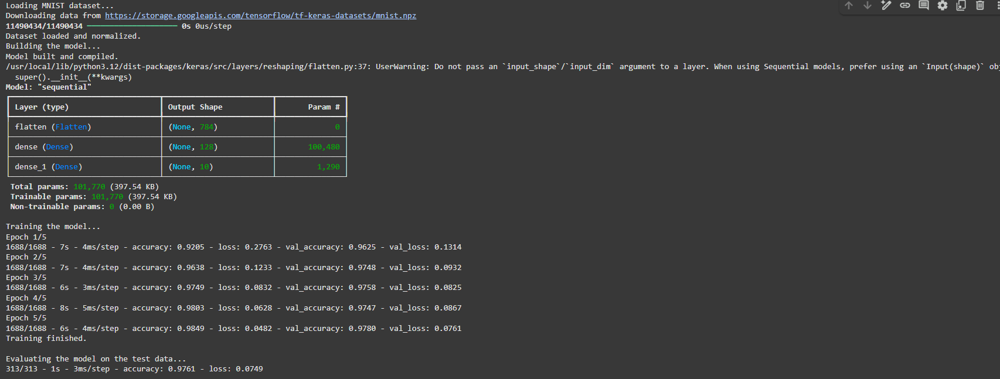 Loading MNIST dataset...
Downloading data from https://storage.googleapis.com/tensorflow/tf-keras-datasets/mnist.npz
11490434/11490434 0s 0us/step
Dataset loaded and normalized.
Building the model...
Model built and compiled.
/usr/local/lib/python3.12/dist-packages/keras/src/layers/reshaping/flatten.py:37: UserWarning: Do not pass an `input_shape`/`input_dim` argument to a layer. When using Sequential models, prefer using an `Input(shape)`
super().__init__(**kwargs)
Model: "sequential"
Layer (type) Output Shape Param #
flatten (Flatten) (None, 784) 0
dense (Dense) (None, 128) 100,480
dense_1 (Dense) (None, 10) 1,290
Total params: 101,770 (397.54 KB)
Trainable params: 101,770 (397.54 KB)
Non-trainable params: 0 (0.00 B)
Training the model...
Epoch 1/5
1688/1688 - 7s - 4ms/step - accuracy: 0.9205 - loss: 0.2763 - val_accuracy: 0.9625 - val_loss: 0.1314
Epoch 2/5
1688/1688 - 7s - 4ms/step - accuracy: 0.9638 - loss: 0.1233 - val_accuracy: 0.9748 - val_loss: 0.0932
Epoch 3/5
1688/1688 - 6s - 3ms/step - accuracy: 0.9749 - loss: 0.0832 - val_accuracy: 0.9758 - val_loss: 0.0825
Epoch 4/5
1688/1688 - 8s - 5ms/step - accuracy: 0.9803 - loss: 0.0628 - val_accuracy: 0.9747 - val_loss: 0.0867
Epoch 5/5
1688/1688 - 6s - 4ms/step - accuracy: 0.9849 - loss: 0.0482 - val_accuracy: 0.9780 - val_loss: 0.0761
Training finished.
Evaluating the model on the test data...
313/313 - 1s - 3ms/step - accuracy: 0.9761 - loss: 0.0749